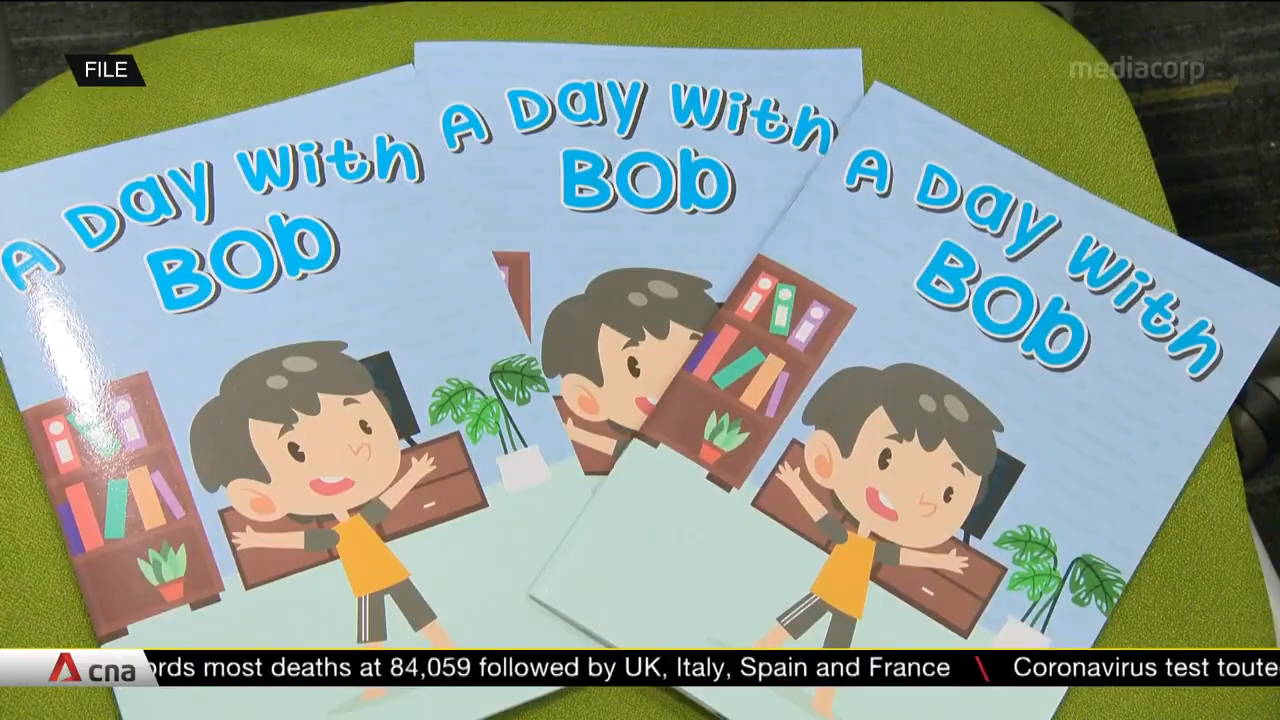 FILE
mediacorp
A Day With
BOb
A Day With
BOb
A Day With
BOb
cna
ords most deaths at 84,059 followed by UK, Italy, Spain and France \ Coronavirus test toute